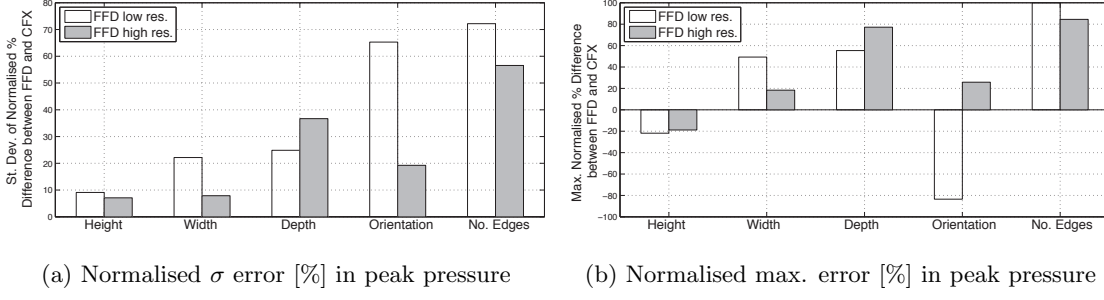 St. Dev. of Normalised %
Difference between FFD and CFX
80
70
60
50
40
30
20
10
0
FFD low res.
FFD high res.
Height
Width
Depth
Orientation
No. Edges
(a) Normalised σ error [%] in peak pressure
Max. Normalised % Difference
between FFD and CFX
100
80
60
40
20
0
−20
−40
−60
−80
−100
FFD low res.
FFD high res.
Height
Width
Depth
Orientation
No. Edges
(b) Normalised max. error [%] in peak pressure